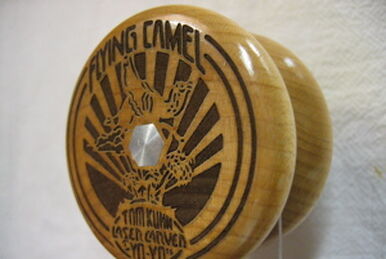 FLYING CAMEL
TOM KUHN
LASER CARVED
YO-YO